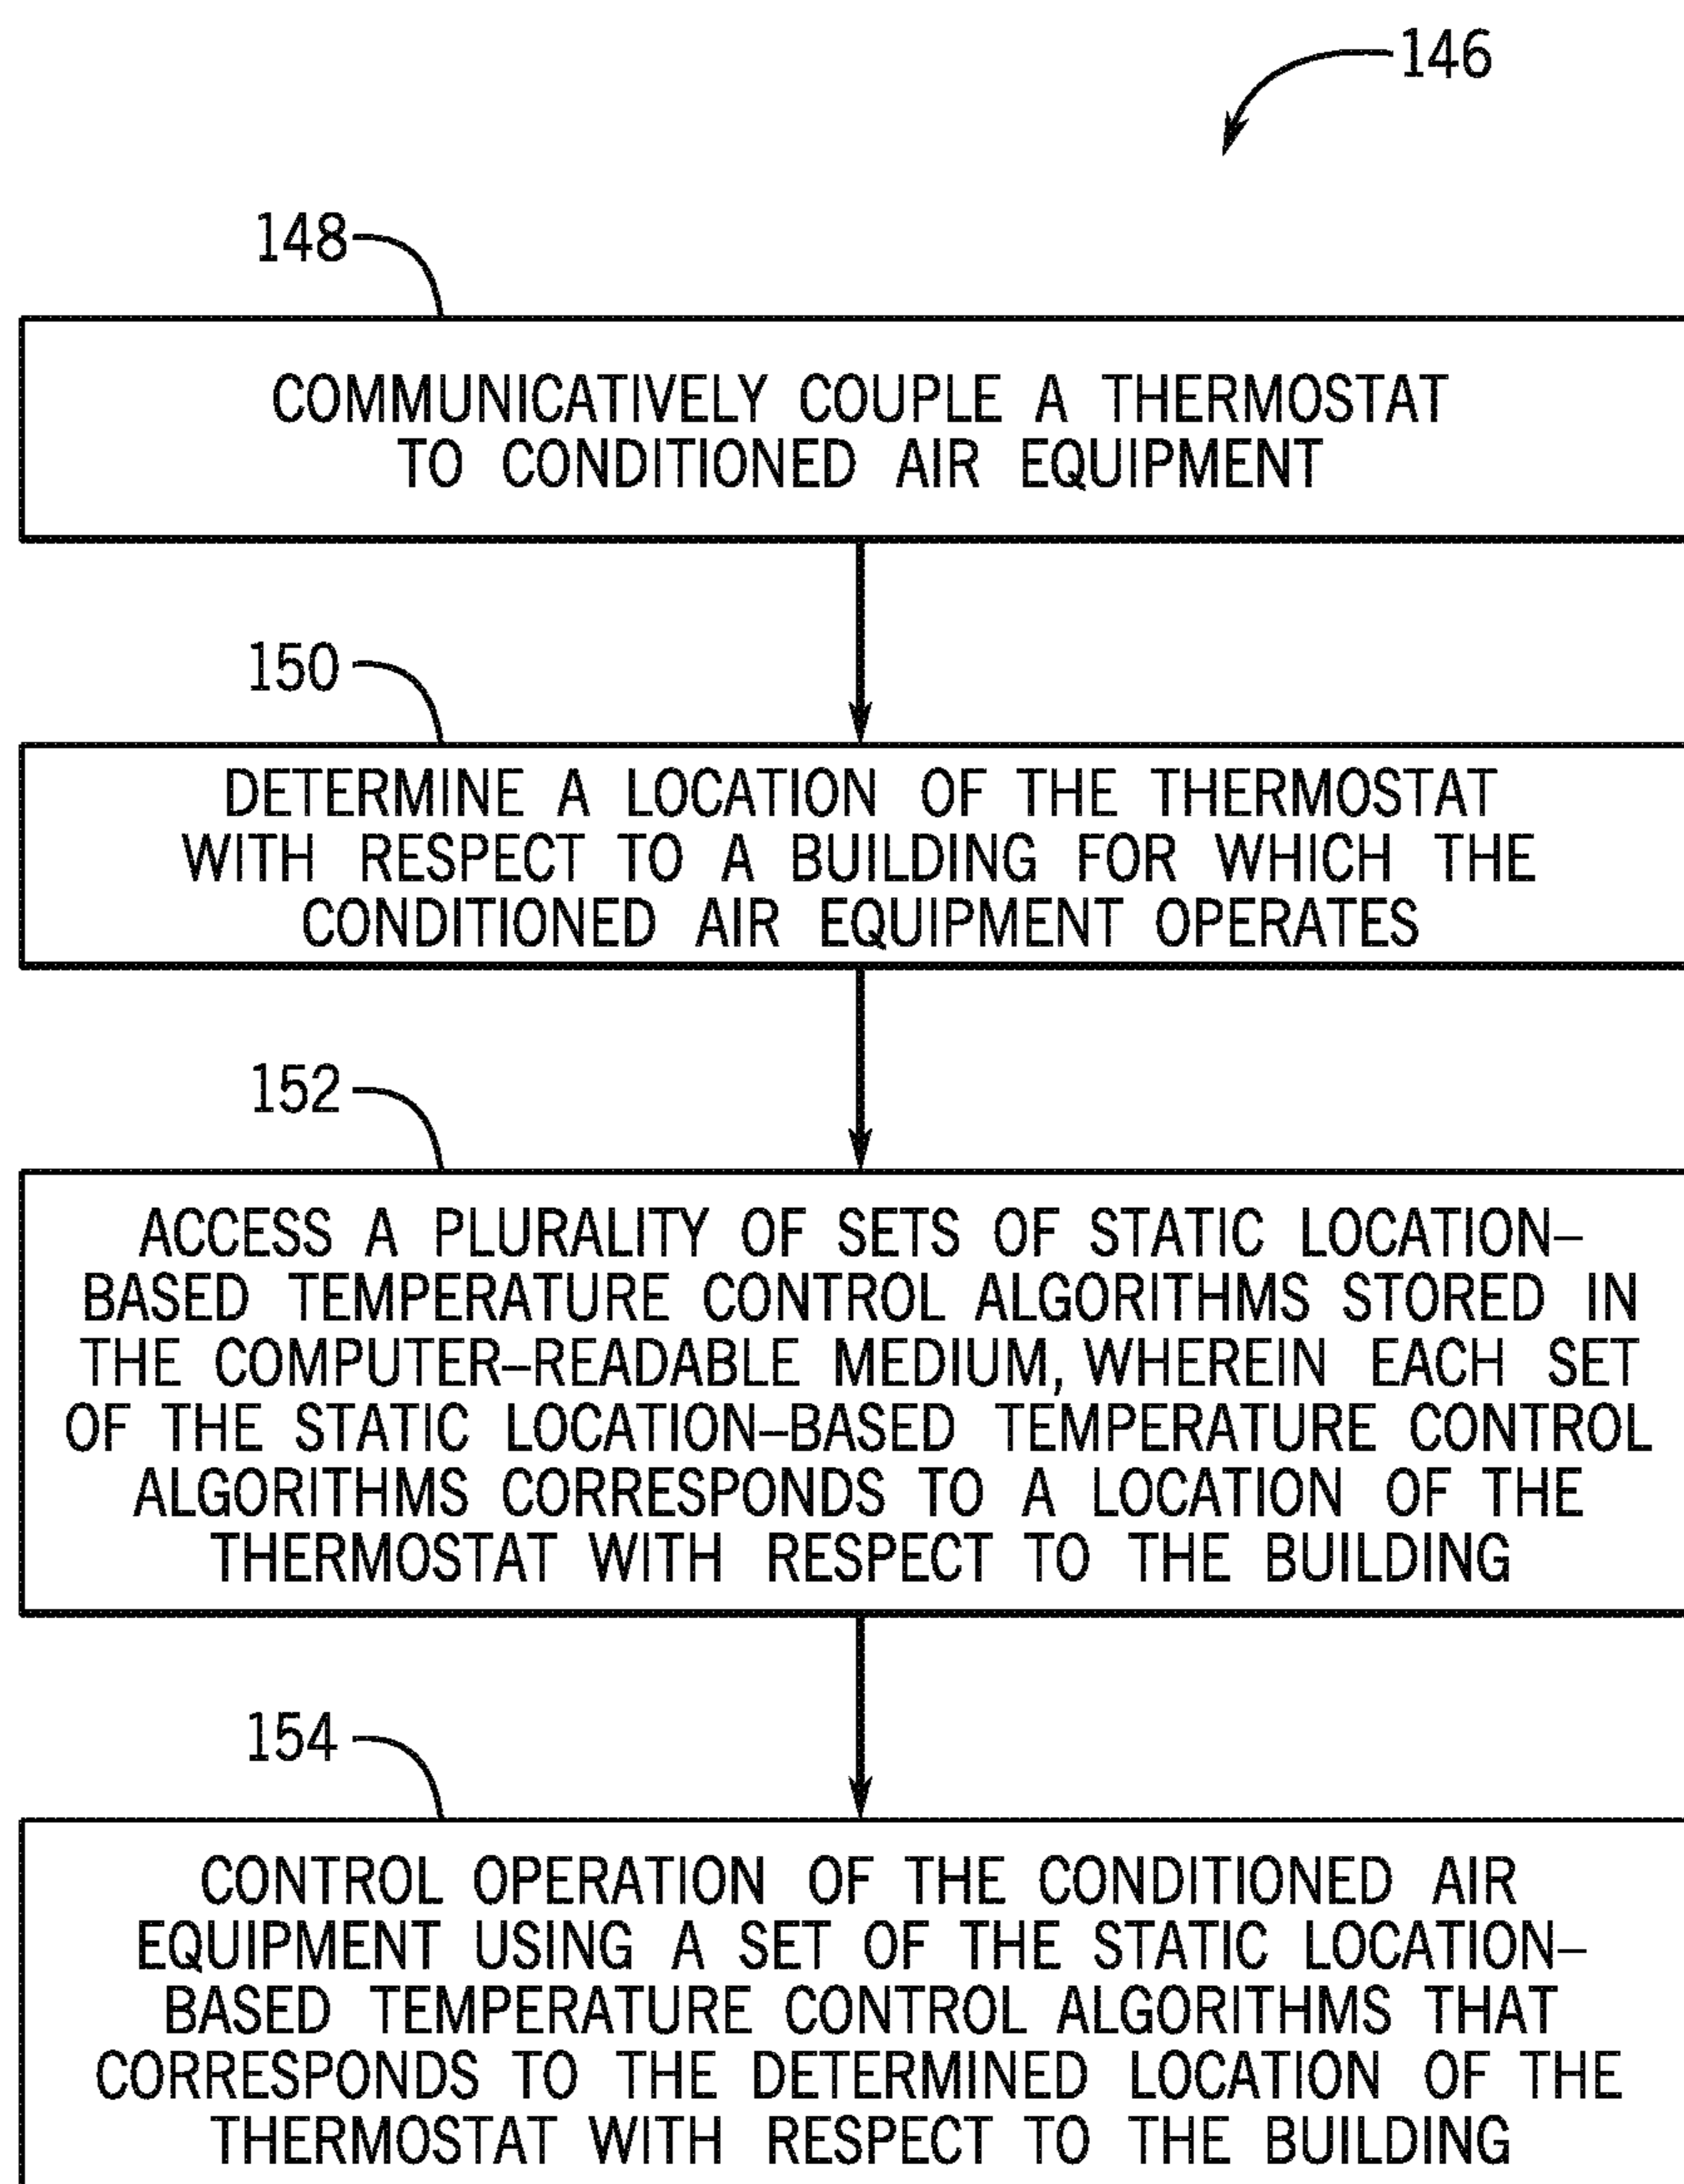 146
148
COMMUNICATIVELY COUPLE A THERMOSTAT
TO CONDITIONED AIR EQUIPMENT
150
DETERMINE A LOCATION OF THE THERMOSTAT
WITH RESPECT TO A BUILDING FOR WHICH THE
CONDITIONED AIR EQUIPMENT OPERATES
152
ACCESS A PLURALITY OF SETS OF STATIC LOCATION–
BASED TEMPERATURE CONTROL ALGORITHMS STORED IN
THE COMPUTER–READABLE MEDIUM, WHEREIN EACH SET
OF THE STATIC LOCATION–BASED TEMPERATURE CONTROL
ALGORITHMS CORRESPONDS TO A LOCATION OF THE
THERMOSTAT WITH RESPECT TO THE BUILDING
154
CONTROL OPERATION OF THE CONDITIONED AIR
EQUIPMENT USING A SET OF THE STATIC LOCATION–
BASED TEMPERATURE CONTROL ALGORITHMS THAT
CORRESPONDS TO THE DETERMINED LOCATION OF THE
THERMOSTAT WITH RESPECT TO THE BUILDING